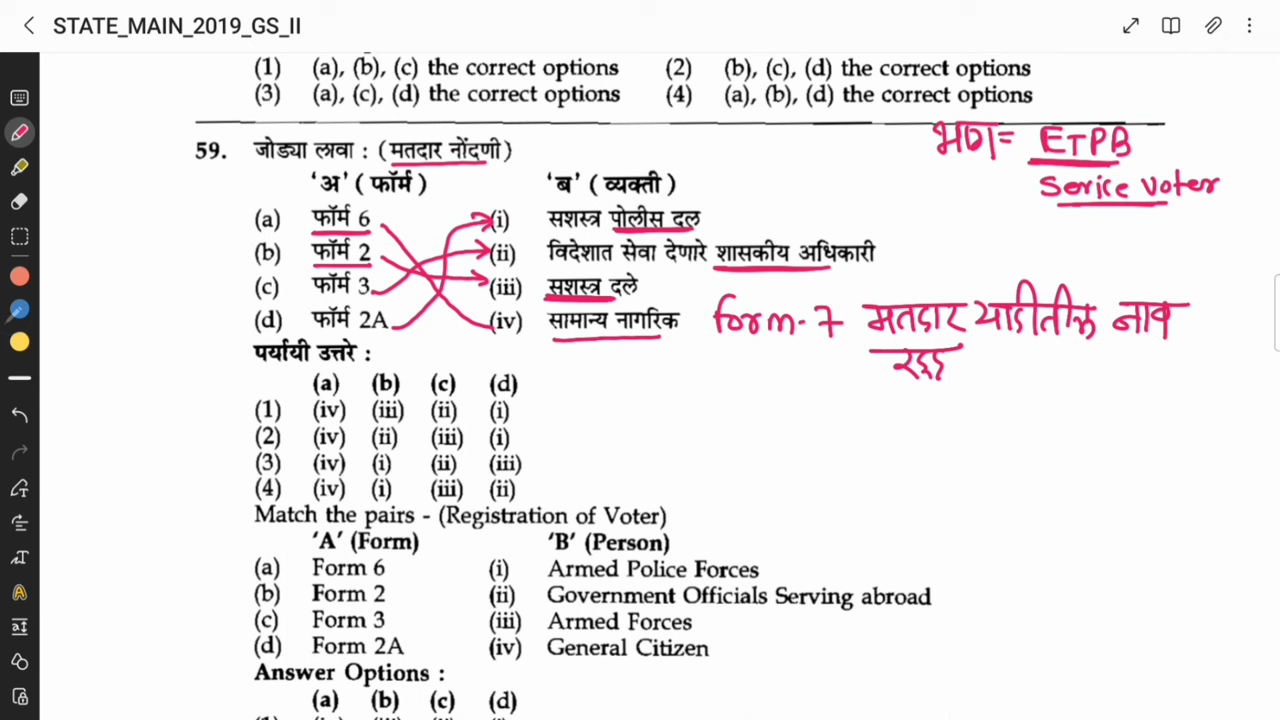 STATE_MAIN_2019_GS_II
(1) (a), (b), (c) the correct options (2) (b), (c), (d) the correct options
(3) (a), (c), (d) the correct options (4) (a), (b), (d) the correct options
= ETPB
59. जोड्या लावा : (मतदार नोंदणी)
'अ' (फॉर्म) 'ब' (व्यक्ती)
Serice voter
(a) फॉर्म 6 (i) सशस्त्र पोलीस दल
(b) फॉर्म 2 (ii) विदेशात सेवा देणारे शासकीय अधिकारी
(c) फॉर्म 3 (iii) सशस्त्र दले
(d) फॉर्म 2A (iv) सामान्य नागरिक
form-7 मतदार यादीतील नाव
रद्द
पर्यायी उत्तरे :
(a) (b) (c) (d)
(1) (iv) (iii) (ii) (i)
(2) (iv) (ii) (iii) (i)
(3) (iv) (i) (ii) (iii)
(4) (iv) (i) (iii) (ii)
Match the pairs - (Registration of Voter)
'A' (Form) 'B' (Person)
(a) Form 6 (i) Armed Police Forces
(b) Form 2 (ii) Government Officials Serving abroad
(c) Form 3 (iii) Armed Forces
(d) Form 2A (iv) General Citizen
Answer Options :
(a) (b) (c) (d)